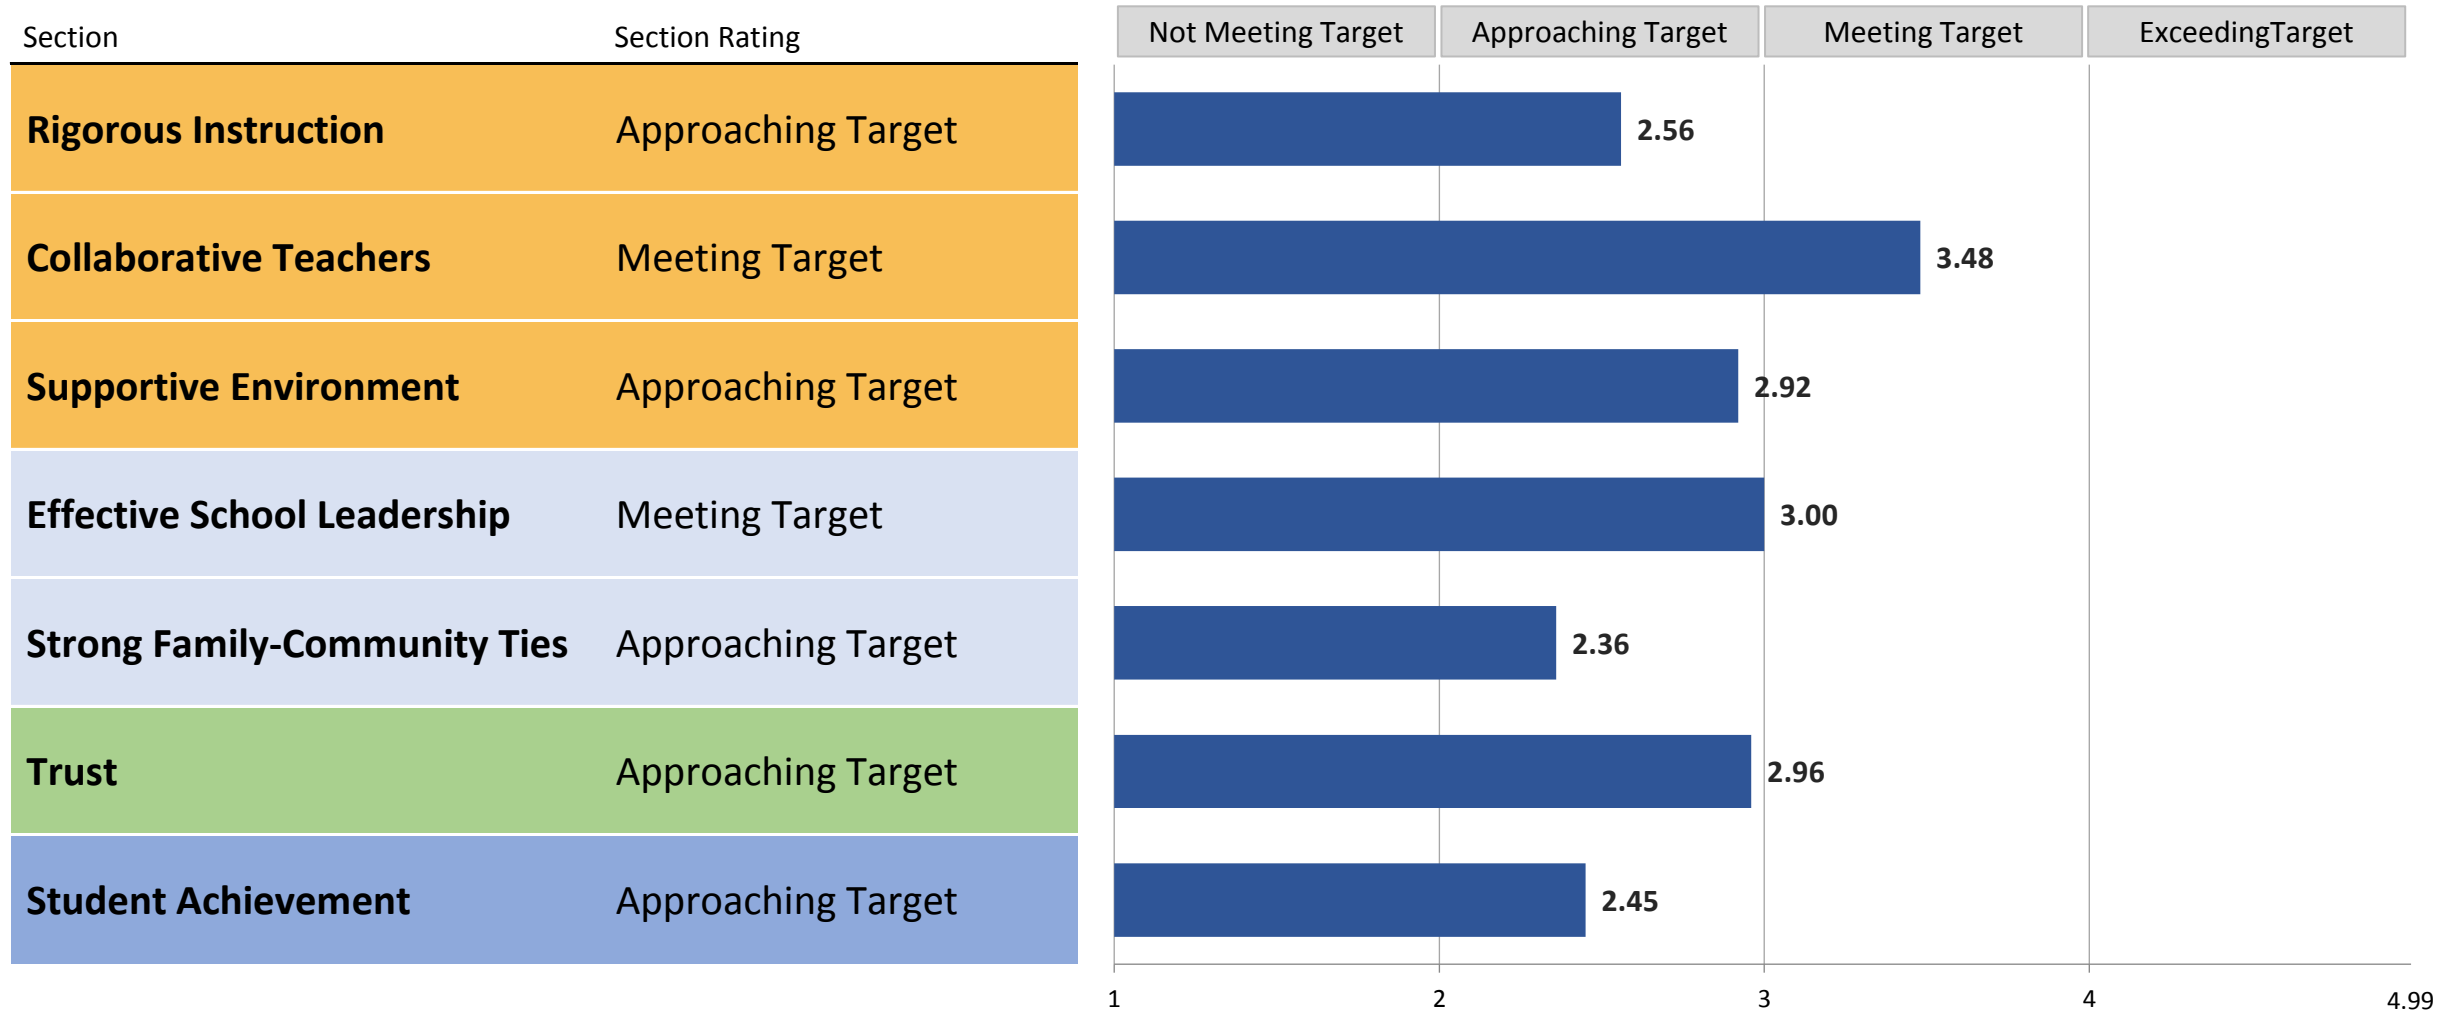 Section Section Rating Not Meeting Target Approaching Target Meeting Target ExceedingTarget
Rigorous Instruction Approaching Target 2.56
Collaborative Teachers Meeting Target 3.48
Supportive Environment Approaching Target 2.92
Effective School Leadership Meeting Target 3.00
Strong Family-Community Ties Approaching Target 2.36
Trust Approaching Target 2.96
Student Achievement Approaching Target 2.45
1 2 3 4 4.99